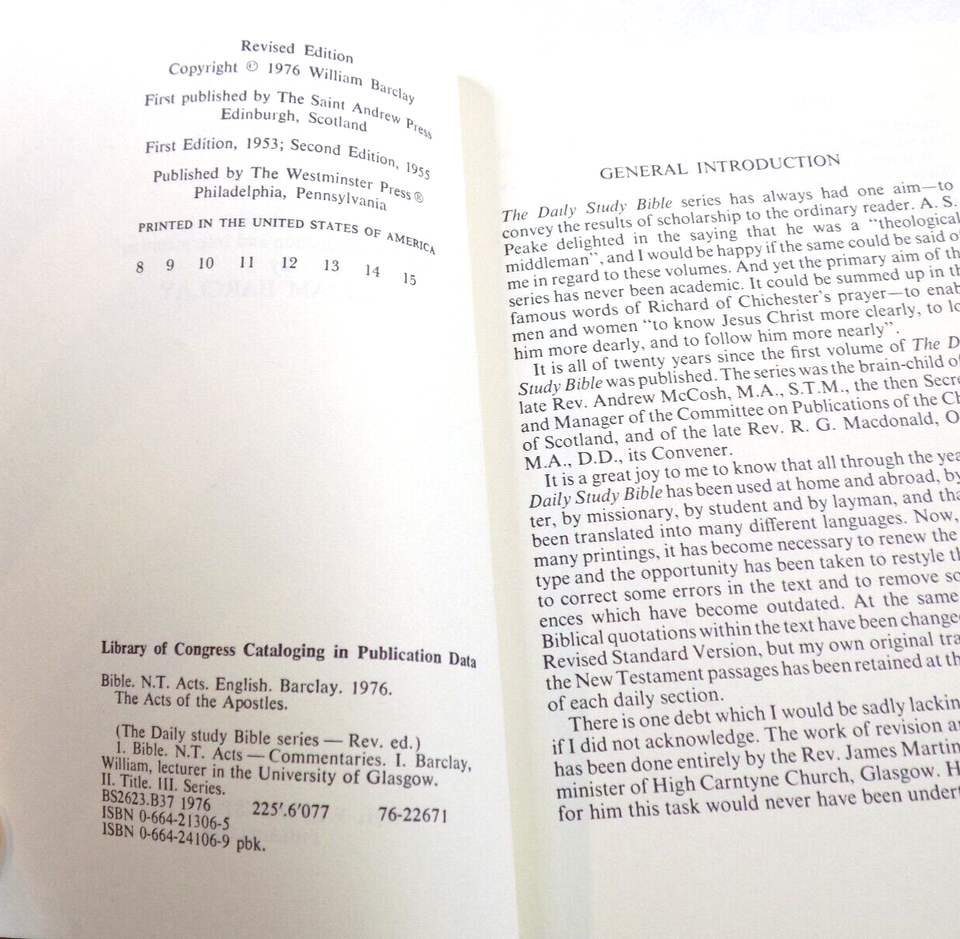 Revised Edition
Copyright © 1976 William Barclay
First published by The Saint Andrew Press
Edinburgh, Scotland
First Edition, 1953; Second Edition, 1955
Published by The Westminster Press®
Philadelphia, Pennsylvania
PRINTED IN THE UNITED STATES OF AMERICA
8 9 10 11 12 13 14 15
Library of Congress Cataloging in Publication Data
Bible. N.T. Acts. English. Barclay. 1976.
The Acts of the Apostles.
(The Daily study Bible series — Rev. ed.)
1. Bible. N.T. Acts — Commentaries. I. Barclay,
William, lecturer in the University of Glasgow.
II. Title. III. Series.
BS2623.B37 1976 225'.6'077 76-22671
ISBN 0-664-21306-5
ISBN 0-664-24106-9 pbk.
GENERAL INTRODUCTION
The Daily Study Bible series has always had one aim—to
convey the results of scholarship to the ordinary reader. A. S.
Peake delighted in the saying that he was a "theological
middleman", and I would be happy if the same could be said o
me in regard to these volumes. And yet the primary aim of th
series has never been academic. It could be summed up in th
famous words of Richard of Chichester's prayer—to enab
men and women "to know Jesus Christ more clearly, to lo
him more dearly, and to follow him more nearly".
It is all of twenty years since the first volume of The D
Study Bible was published. The series was the brain-child o
late Rev. Andrew McCosh, M.A., S.T.M., the then Secre
and Manager of the Committee on Publications of the Ch
of Scotland, and of the late Rev. R. G. Macdonald, O
M.A., D.D., its Convener.
It is a great joy to me to know that all through the yea
Daily Study Bible has been used at home and abroad, by
ter, by missionary, by student and by layman, and tha
been translated into many different languages. Now,
many printings, it has become necessary to renew the
type and the opportunity has been taken to restyle th
to correct some errors in the text and to remove so
ences which have become outdated. At the same
Biblical quotations within the text have been change
Revised Standard Version, but my own original tra
the New Testament passages has been retained at th
of each daily section.
There is one debt which I would be sadly lackin
if I did not acknowledge. The work of revision a
has been done entirely by the Rev. James Martin
minister of High Carntyne Church, Glasgow. H
for him this task would never have been undert